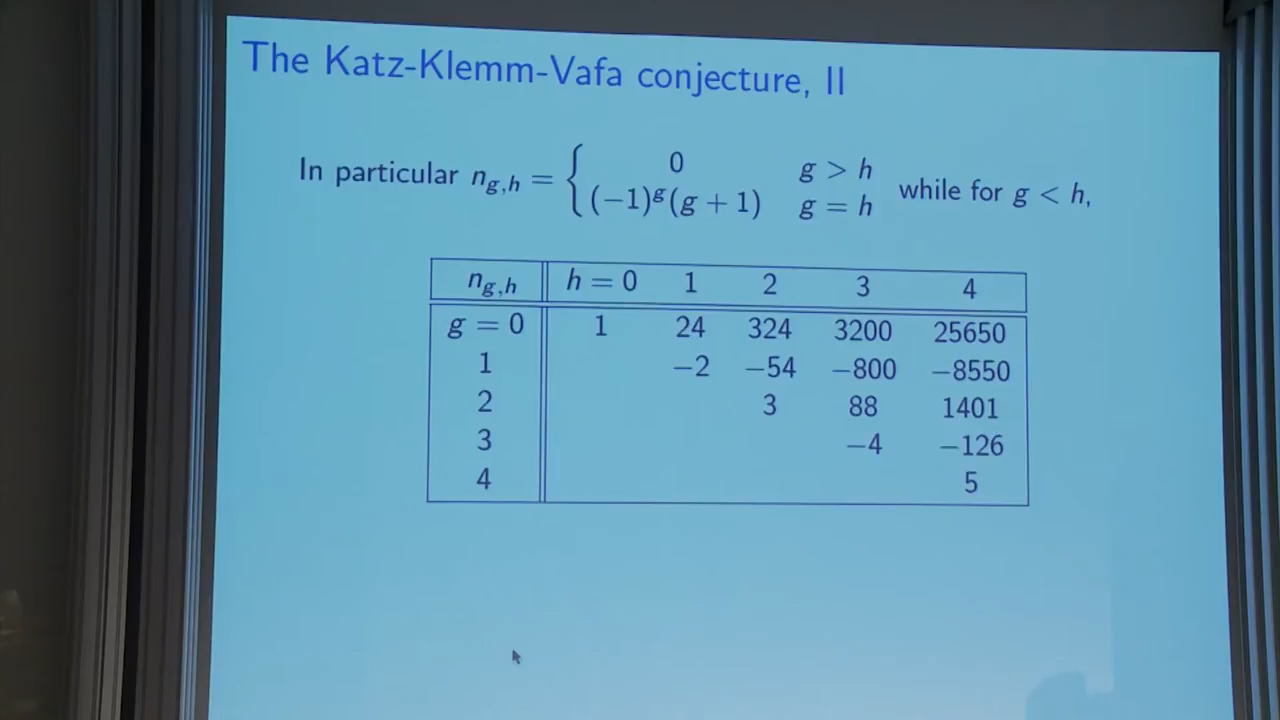 The Katz-Klemm-Vafa conjecture, II
In particular n_{g,h} = { 0 g > h
(−1)^g(g + 1) g = h while for g < h,
n_{g,h} h = 0 1 2 3 4
g = 0 1 24 324 3200 25650
1 −2 −54 −800 −8550
2 3 88 1401
3 −4 −126
4 5